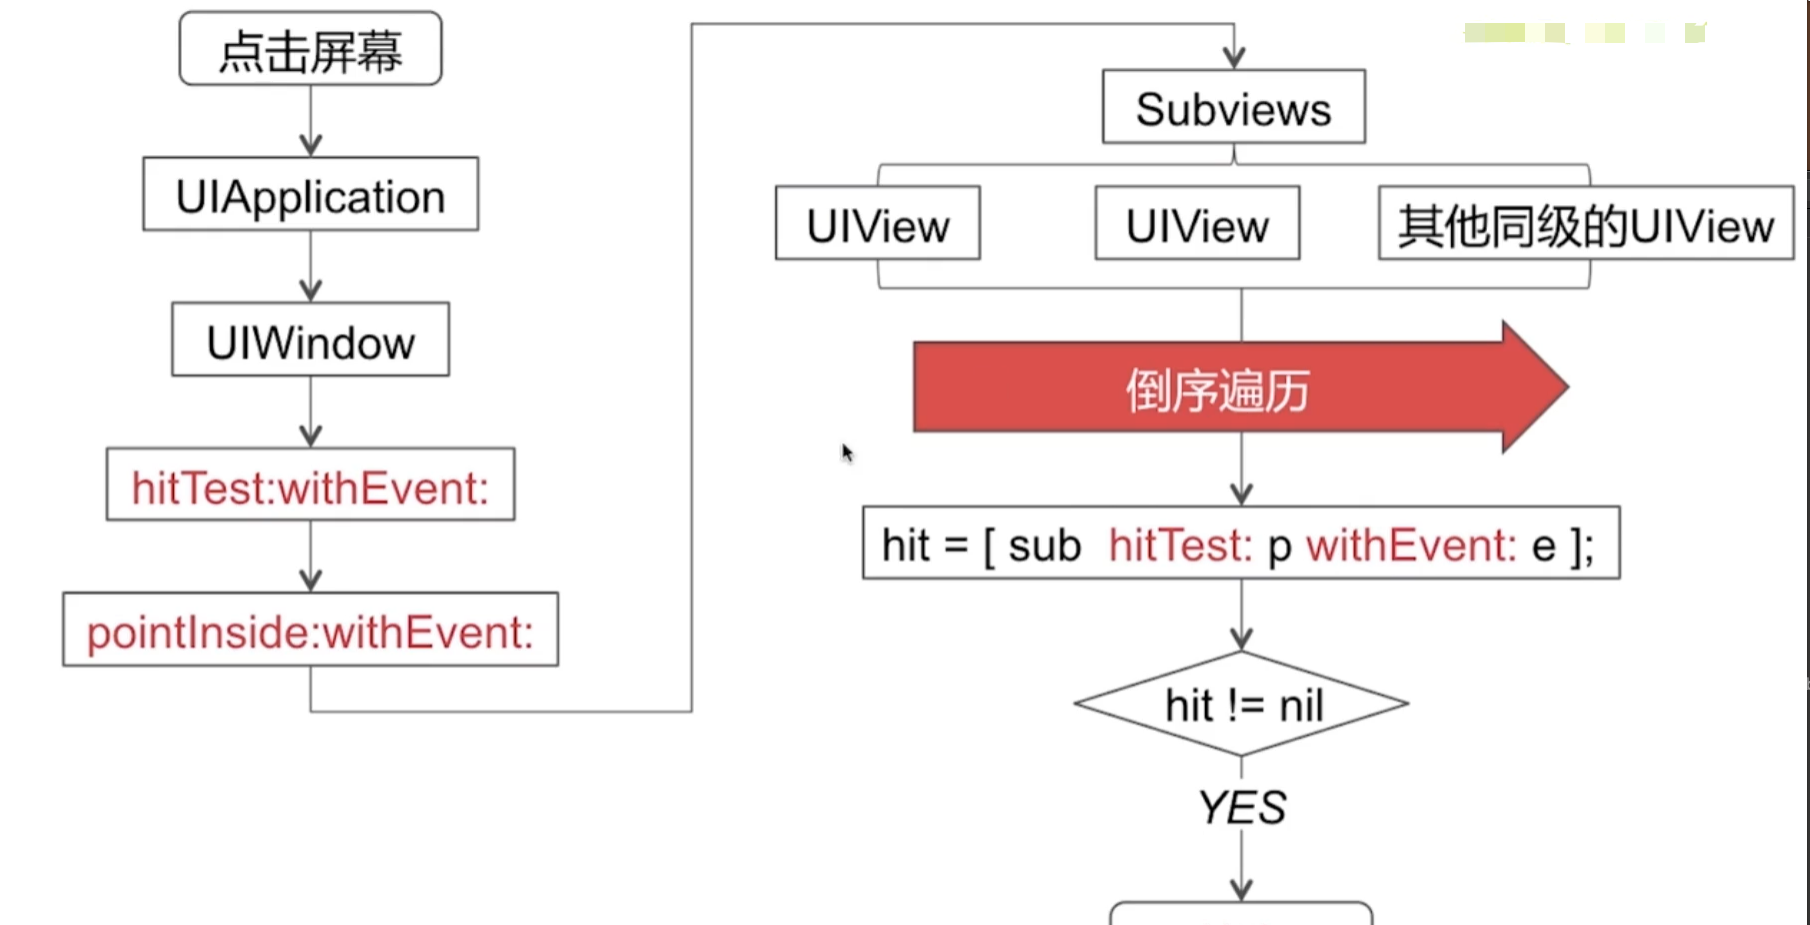 点击屏幕
UIApplication
UIWindow
hitTest:withEvent:
pointInside:withEvent:
Subviews
UIView
UIView
其他同级的UIView
倒序遍历
hit = [ sub hitTest: p withEvent: e ];
hit != nil
YES